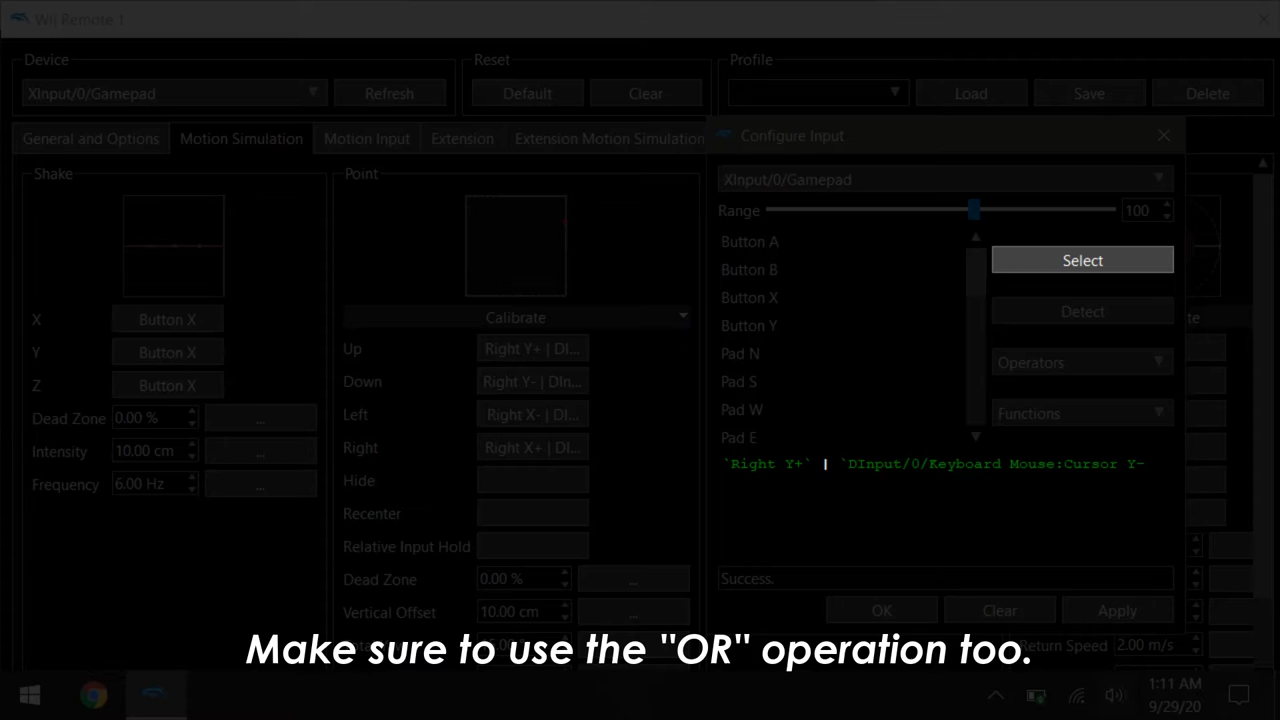 Wii Remote 1
Device
Reset
Profile
XInput/0/Gamepad
Refresh
Default
Clear
Load
Save
Delete
General and Options
Motion Simulation
Motion Input
Extension
Extension Motion Simulation
Configure Input
Shake
Point
XInput/0/Gamepad
Range
100
Button A
Button B
Button X
Button Y
Pad N
Pad S
Pad W
Pad E
Select
Detect
Operators
Functions
`Right Y+` | `DInput/0/Keyboard Mouse:Cursor Y-
Success.
OK
Clear
Apply
X
Button X
Y
Button X
Z
Button X
Dead Zone
0.00 %
...
Intensity
10.00 cm
...
Frequency
6.00 Hz
...
Calibrate
Up
Right Y+ | DI...
Down
Right Y- | DIn...
Left
Right X- | DI...
Right
Right X+ | DI...
Hide
Recenter
Relative Input Hold
Dead Zone
0.00 %
...
Vertical Offset
10.00 cm
...
Return Speed
2.00 m/s
Make sure to use the "OR" operation too.
1:11 AM
9/29/20